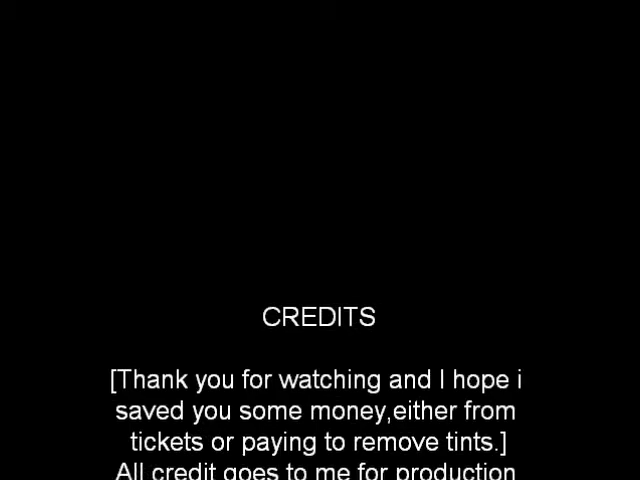 CREDITS
[Thank you for watching and I hope i
saved you some money,either from
tickets or paying to remove tints.]
All credit goes to me for production